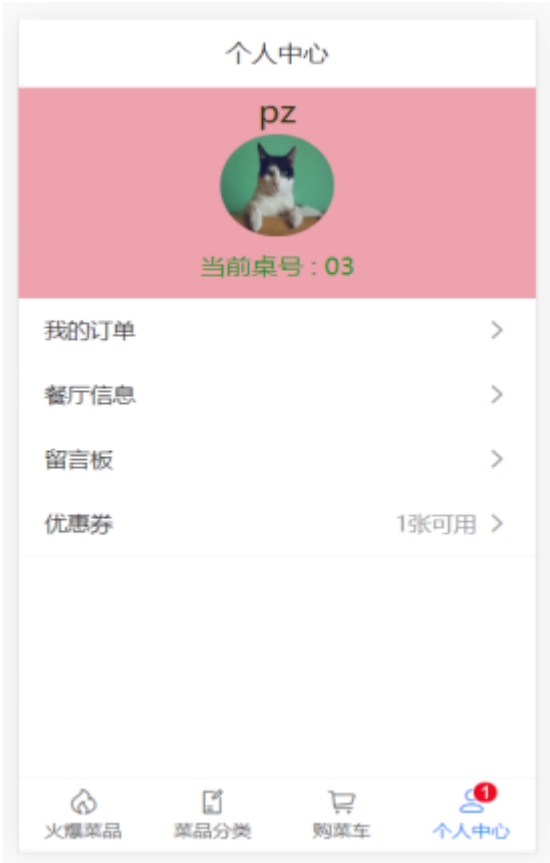 个人中心
pz
当前桌号：03
我的订单
餐厅信息
留言板
优惠券 1张可用
1
火爆菜品 菜品分类 购菜车 个人中心